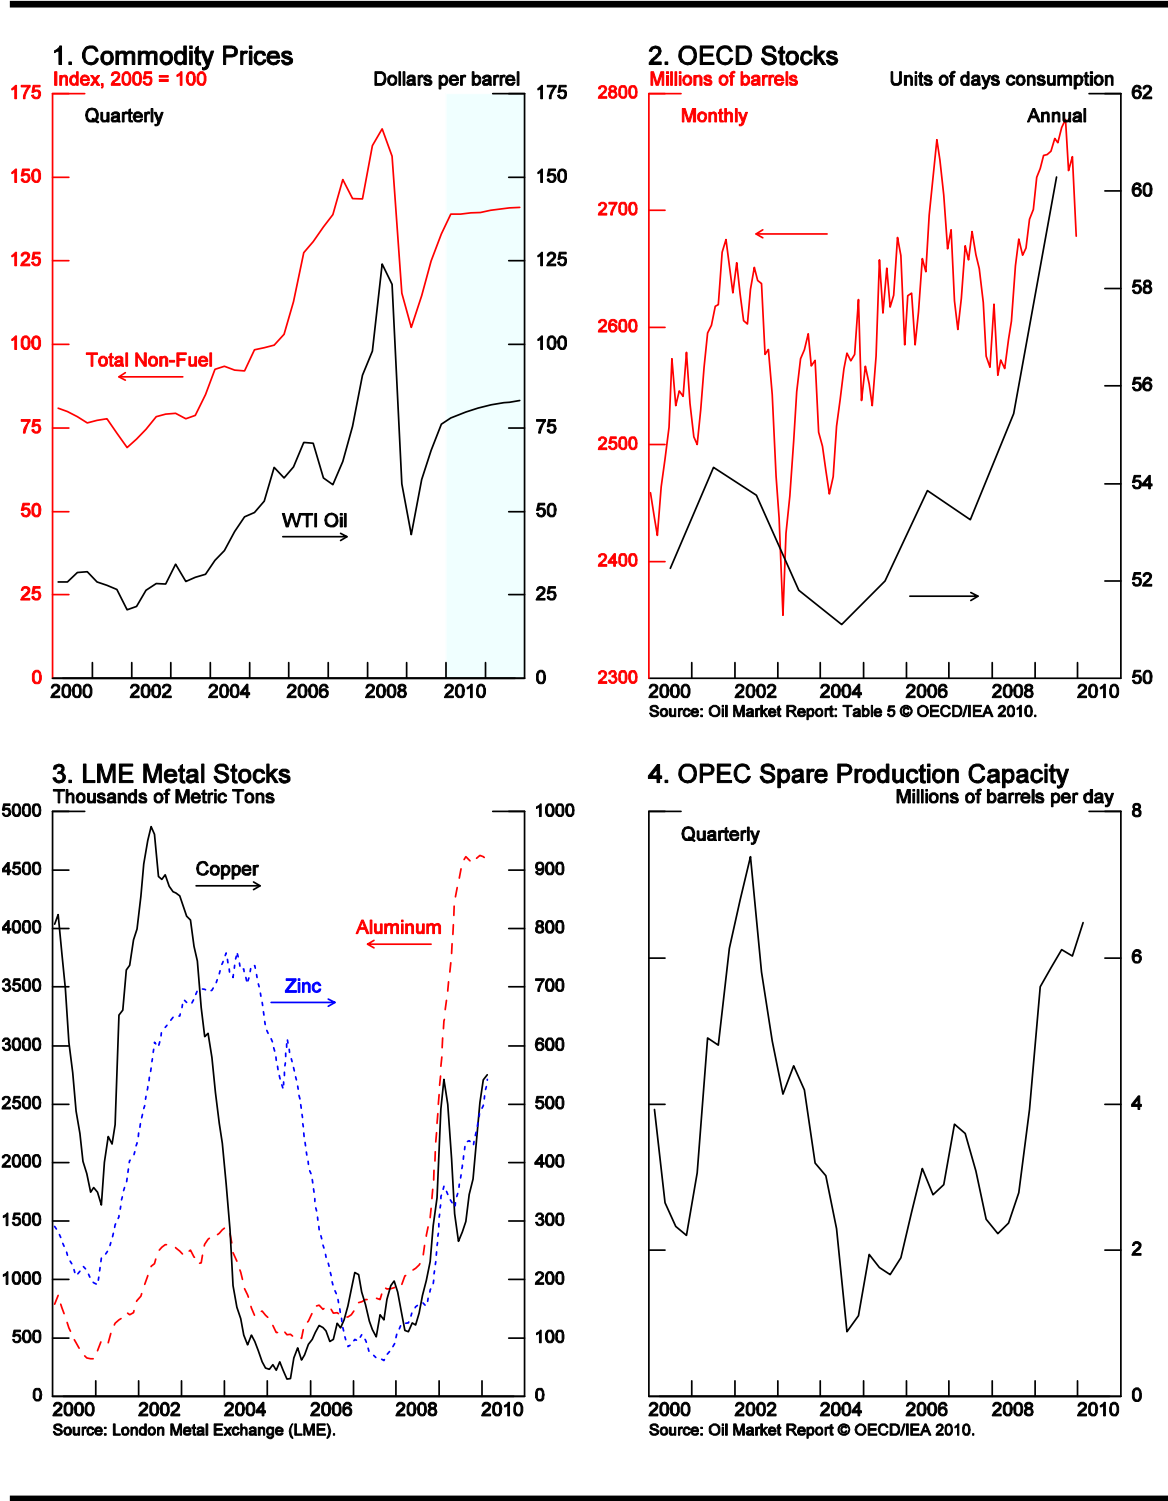 1. Commodity Prices
Index, 2005 = 100 Dollars per barrel
175 175
Quarterly
150 150
125 125
100 100
Total Non-Fuel
75 75
50 50
WTI Oil
25 25
0 0
2000 2002 2004 2006 2008 2010
2. OECD Stocks
Millions of barrels Units of days consumption
2800 62
Monthly Annual
60
2700
58
2600
56
2500
54
2400
52
2300 50
2000 2002 2004 2006 2008 2010
Source: Oil Market Report: Table 5 © OECD/IEA 2010.
3. LME Metal Stocks
Thousands of Metric Tons
5000 1000
Copper
4500 900
Aluminum
4000 800
Zinc
3500 700
3000 600
2500 500
2000 400
1500 300
1000 200
500 100
0 0
2000 2002 2004 2006 2008 2010
Source: London Metal Exchange (LME).
4. OPEC Spare Production Capacity
Millions of barrels per day
8
Quarterly
6
4
2
0
2000 2002 2004 2006 2008 2010
Source: Oil Market Report © OECD/IEA 2010.